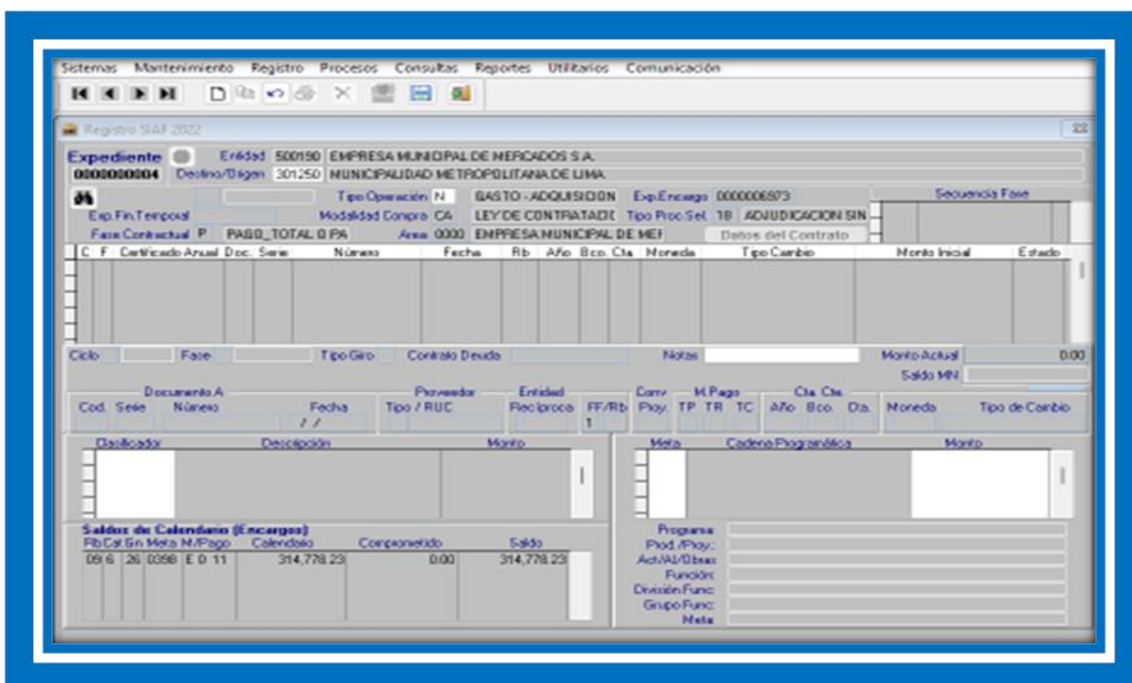 Sistemas Mantenimiento Registro Procesos Consultas Reportes Utilitarios Comunicación
Registro SIAF 2022
Expediente Entidad 500190 EMPRESA MUNICIPAL DE MERCADOS S.A.
0000000004 Destino/Origen 301250 MUNICIPALIDAD METROPOLITANA DE LIMA
Tipo Operación N GASTO - ADQUISICION Exp.Encargo 0000006973 Secuencia Fase
Exp.Fin.Temporal Modalidad Compra CA LEY DE CONTRATACIC Tipo Proc.Sel. 18 ADJUDICACION SIN
Fase Contractual P PAGO_TOTAL O PA Area 0000 EMPRESA MUNICIPAL DE MEF Datos del Contrato
C F Certificado Anual Doc. Serie Número Fecha Rb Año Bco. Cta Moneda Tipo Cambio Monto Inicial Estado
Ciclo Fase Tipo Giro Contrato Deuda Notas Monto Actual 0.00
Saldo MN
Documento A Proveedor Entidad Conv M.Pago Cta. Cte.
Cod. Serie Número Fecha Tipo / RUC Recíproca FF/Rb Proy. TP TR TC Año Bco. Cta. Moneda Tipo de Cambio
/ / 1
Clasificador Descripción Monto Meta Cadena Programática Monto
Saldos de Calendario (Encargos)
Rb Cat Gn Meta M/Pago Calendario Comprometido Saldo
09 6 26 0398 E 0 11 314,778.23 0.00 314,778.23
Programa:
Prod./Proy.:
Act/AI/Obras:
Función:
División Func:
Grupo Func:
Meta: